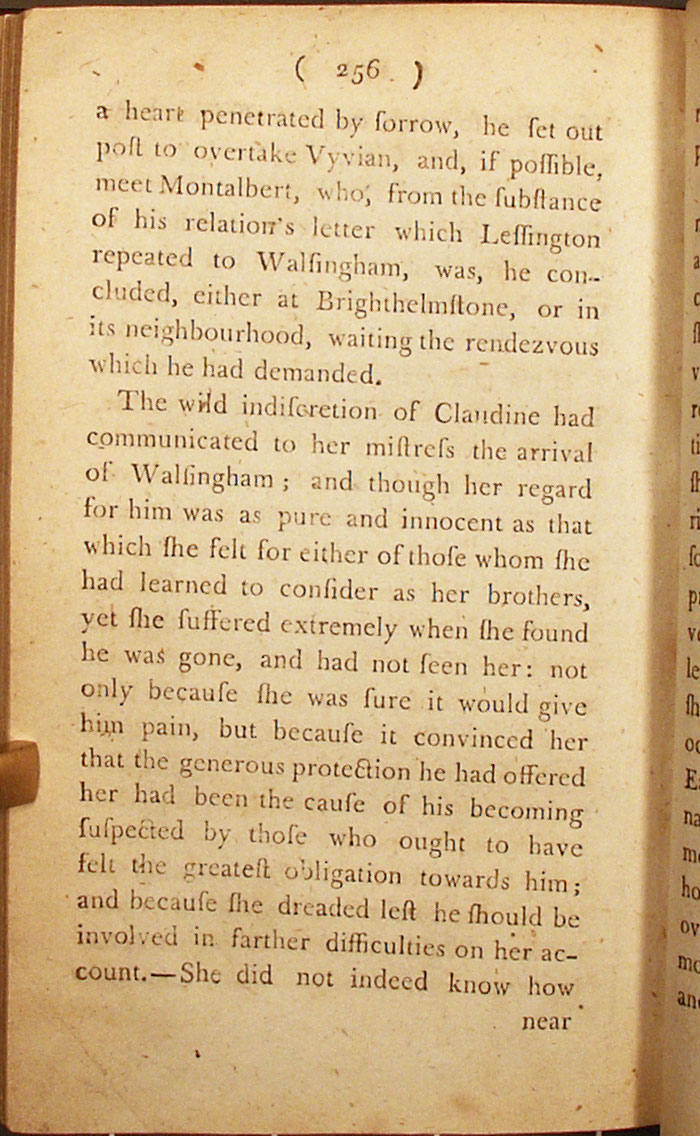 ( 256 )
a heart penetrated by ſorrow, he ſet out
poſt to overtake Vyvian, and, if poſſible,
meet Montalbert, who, from the ſubſtance
of his relation's letter which Leſſington
repeated to Walſingham, was, he con-
cluded, either at Brighthelmſtone, or in
its neighbourhood, waiting the rendezvous
which he had demanded.
The wild indiſcretion of Claudine had
communicated to her miſtreſs the arrival
of Walſingham; and though her regard
for him was as pure and innocent as that
which ſhe felt for either of thoſe whom ſhe
had learned to conſider as her brothers,
yet ſhe ſuffered extremely when ſhe found
he was gone, and had not ſeen her: not
only becauſe ſhe was ſure it would give
him pain, but becauſe it convinced her
that the generous protection he had offered
her had been the cauſe of his becoming
ſuſpected by thoſe who ought to have
felt the greateſt obligation towards him;
and becauſe ſhe dreaded leſt he ſhould be
involved in farther difficulties on her ac-
count.—She did not indeed know how
near